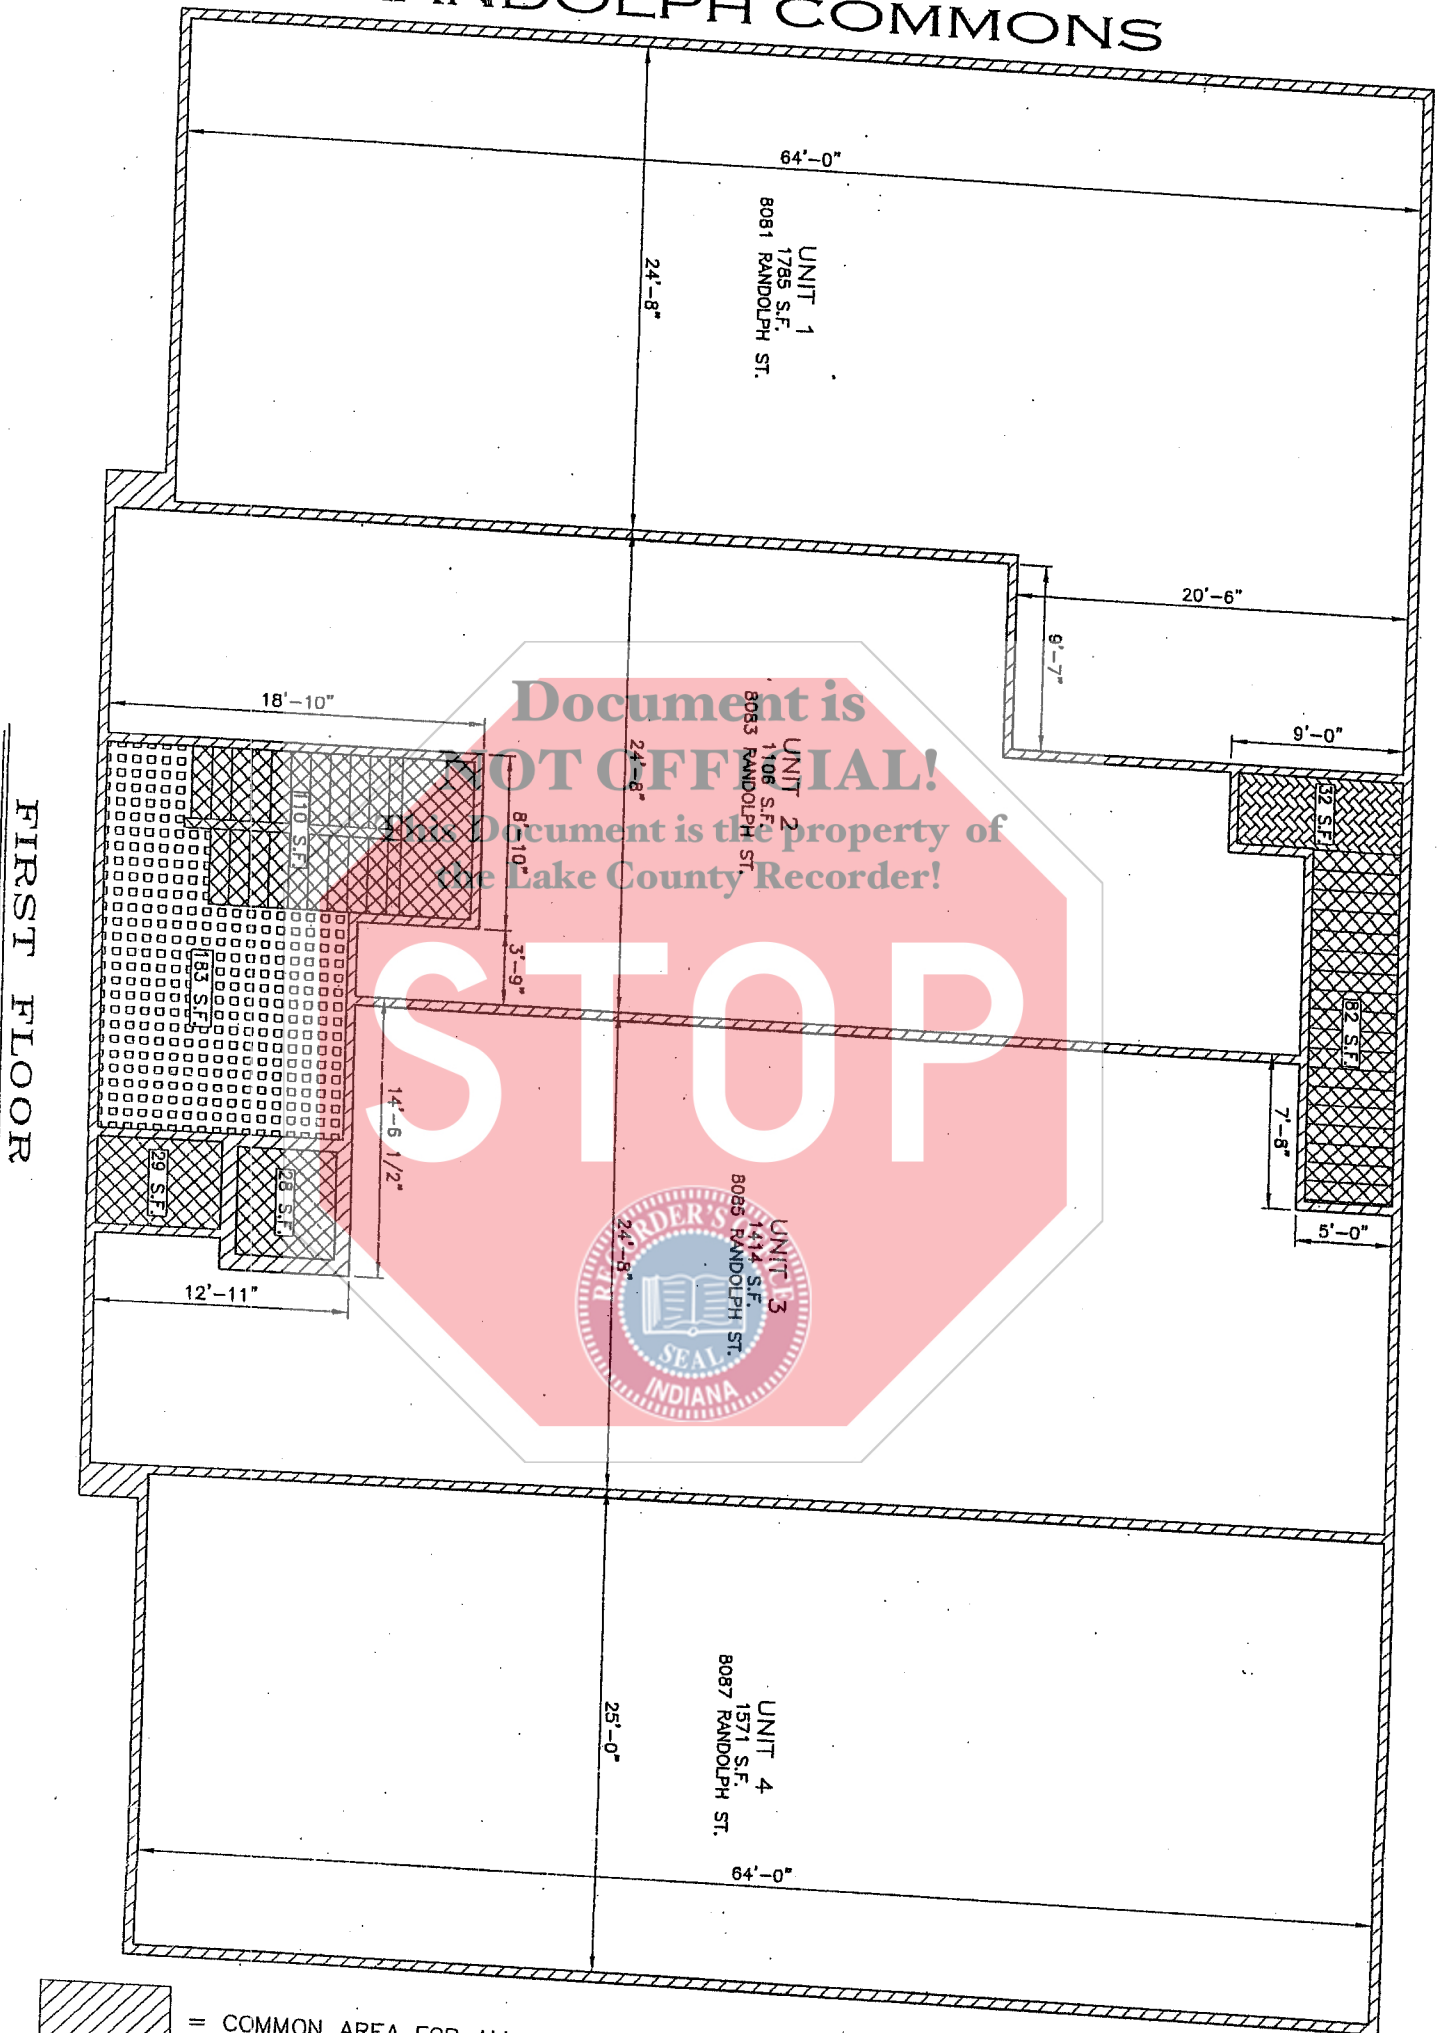 RANDOLPH COMMONS
64'-0"
24'-8"
UNIT 1
1785 S.F.
8081 RANDOLPH ST.
20'-6"
9'-7"
9'-0"
18'-10"
24'-8"
UNIT 2
1106 S.F.
8083 RANDOLPH ST.
32 S.F.
110 S.F.
8'-10"
3'-9"
82 S.F.
183 S.F.
14'-6 1/2"
7'-8"
5'-0"
29 S.F.
28 S.F.
12'-11"
24'-8"
UNIT 3
1414 S.F.
8085 RANDOLPH ST.
25'-0"
UNIT 4
1571 S.F.
8087 RANDOLPH ST.
64'-0"
FIRST FLOOR
= COMMON AREA FOR
Document is
NOT OFFICIAL!
This Document is the property of
the Lake County Recorder!
STOP
RECORDER'S OFFICE
SEAL
INDIANA